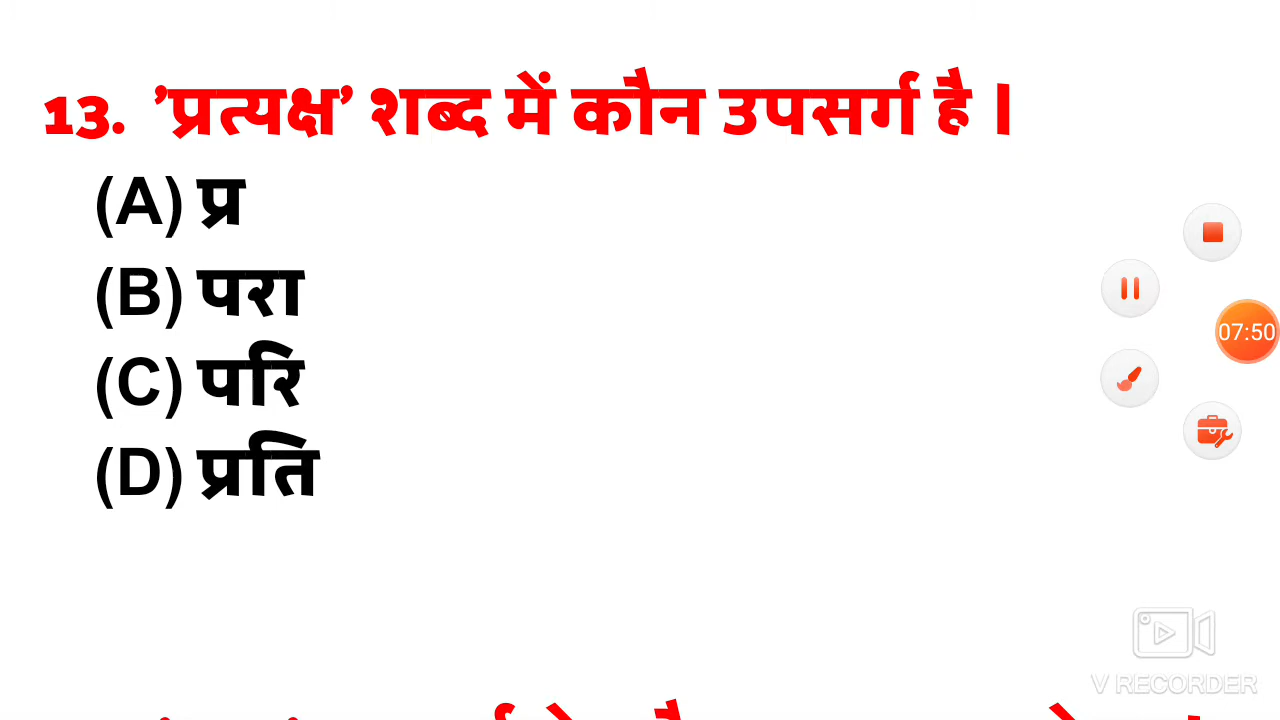 13. ’प्रत्यक्ष’ शब्द में कौन उपसर्ग है ।
(A) प्र
(B) परा
(C) परि
(D) प्रति
07:50
V RECORDER